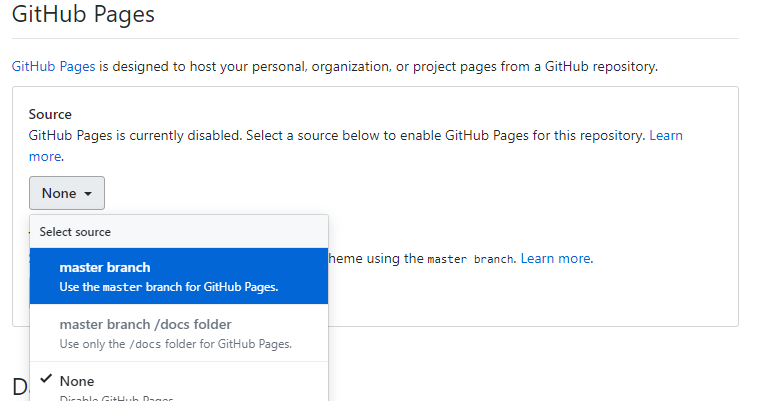 GitHub Pages
GitHub Pages is designed to host your personal, organization, or project pages from a GitHub repository.
Source
GitHub Pages is currently disabled. Select a source below to enable GitHub Pages for this repository. Learn
more.
None
Select source
heme using the master branch. Learn more.
master branch
Use the master branch for GitHub Pages.
master branch /docs folder
Use only the /docs folder for GitHub Pages.
None
Disable GitHub Pages